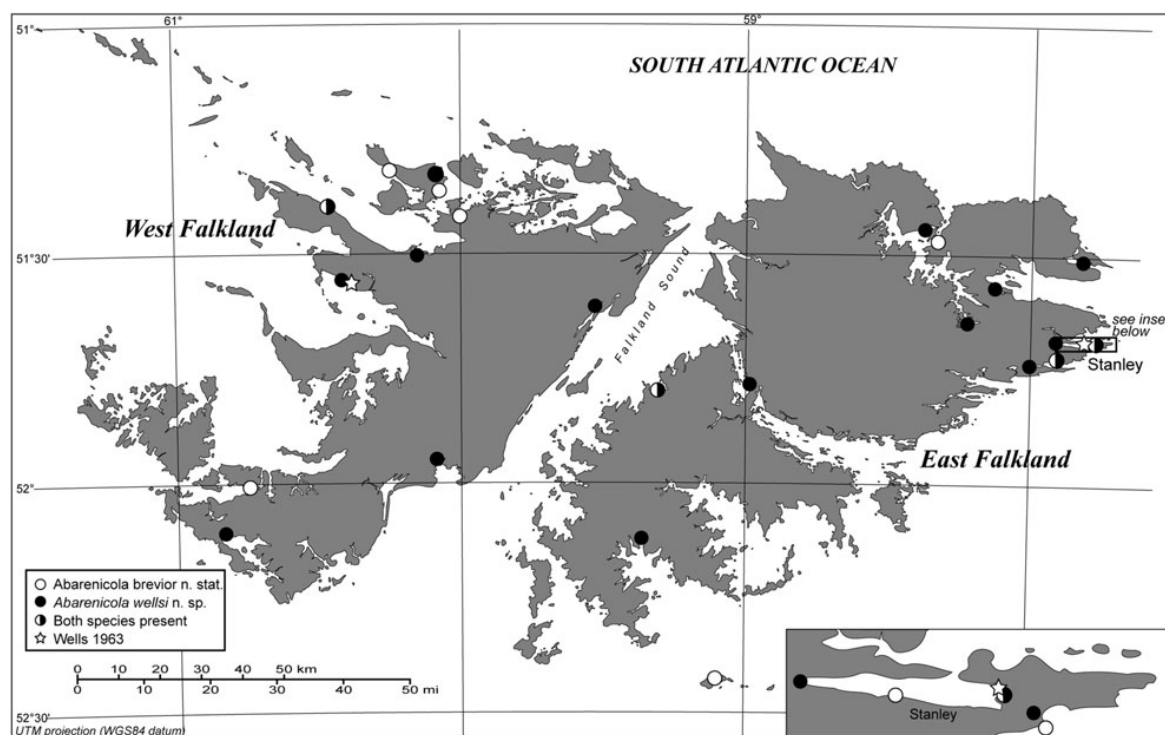 61°
59°
51°
SOUTH ATLANTIC OCEAN
West Falkland
51°30'
Falkland Sound
see inse
below
Stanley
East Falkland
52°
○ Abarenicola brevior n. stat.
● Abarenicola wellsi n. sp.
◑ Both species present
☆ Wells 1963
0 10 20 30 40 50 km
0 10 20 30 40 50 mi
Stanley
52°30'
UTM projection (WGS84 datum)